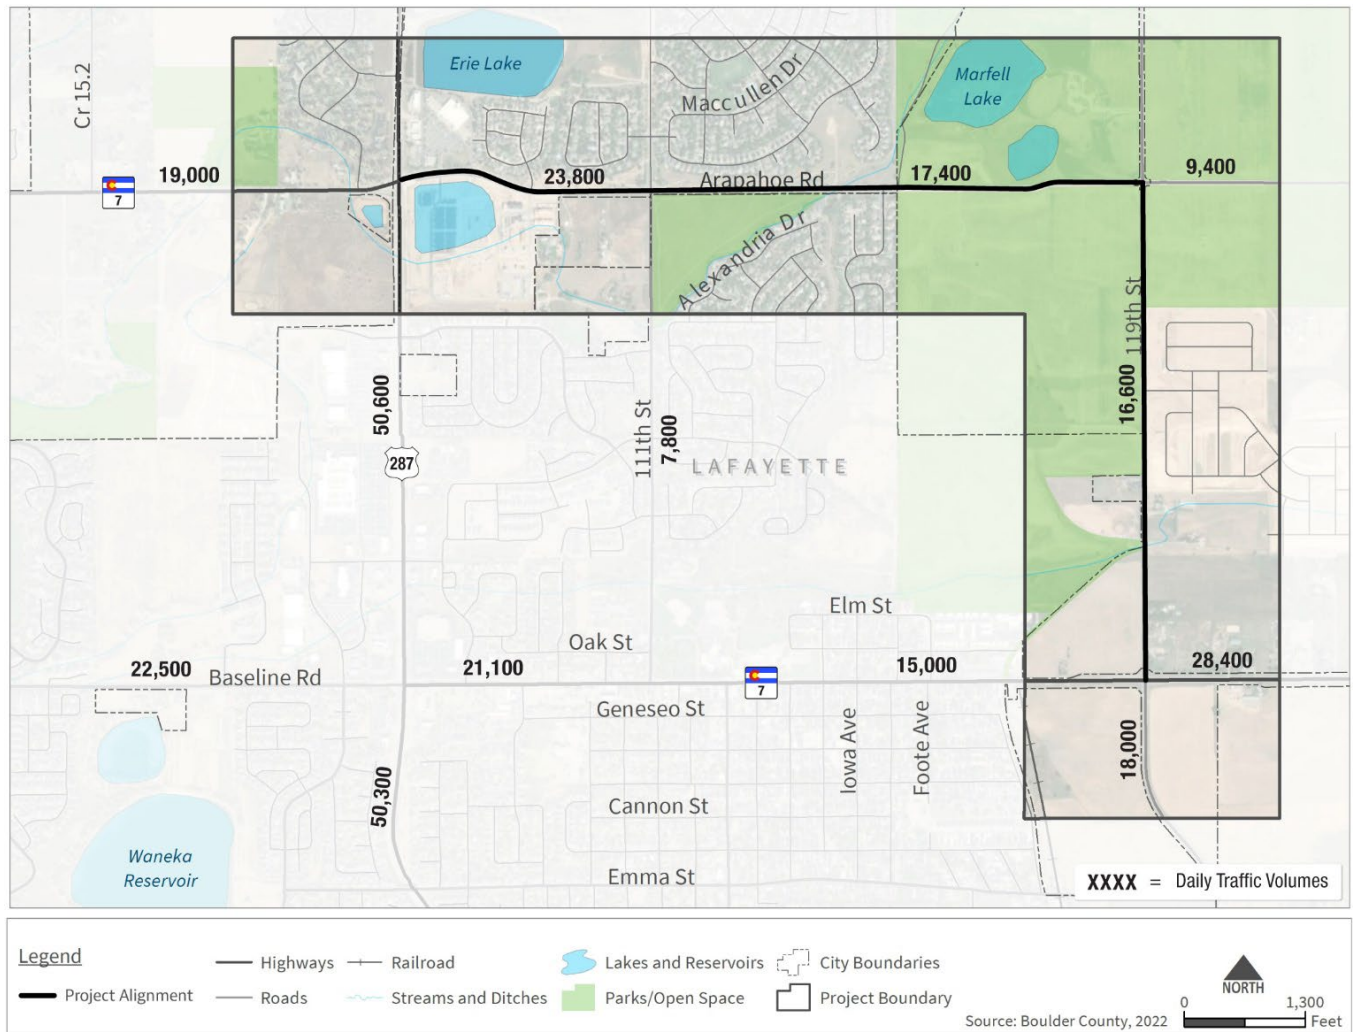 Erie Lake
Maccullen Dr
Marfell
Lake
Cr 15.2
19,000
7
23,800
Arapahoe Rd
17,400
9,400
Alexandria Dr
119th St
16,600
50,600
287
111th St
7,800
LAFAYETTE
Elm St
Oak St
22,500
Baseline Rd
21,100
7
15,000
28,400
Geneseo St
Iowa Ave
Foote Ave
18,000
50,300
Cannon St
Waneka
Reservoir
Emma St
XXXX = Daily Traffic Volumes
Legend
Highways
Railroad
Lakes and Reservoirs
City Boundaries
Project Alignment
Roads
Streams and Ditches
Parks/Open Space
Project Boundary
NORTH
0 1,300
Feet
Source: Boulder County, 2022